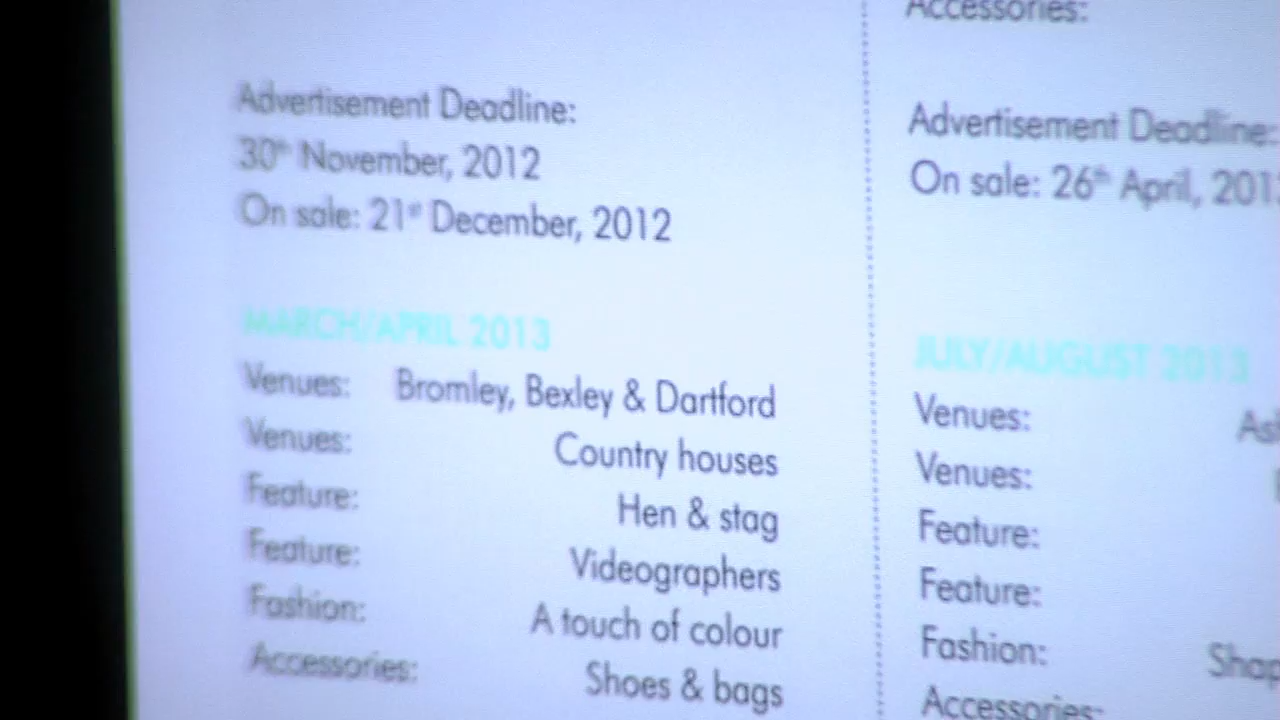 Advertisement Deadline:
30th November, 2012
On sale: 21st December, 2012
MARCH/APRIL 2013
Venues: Bromley, Bexley & Dartford
Venues: Country houses
Feature: Hen & stag
Feature: Videographers
Fashion: A touch of colour
Accessories: Shoes & bags
Accessories:
Advertisement Deadline:
On sale: 26th April, 201
JULY/AUGUST 2013
Venues:
Venues:
Feature:
Feature:
Fashion:
Accessories: